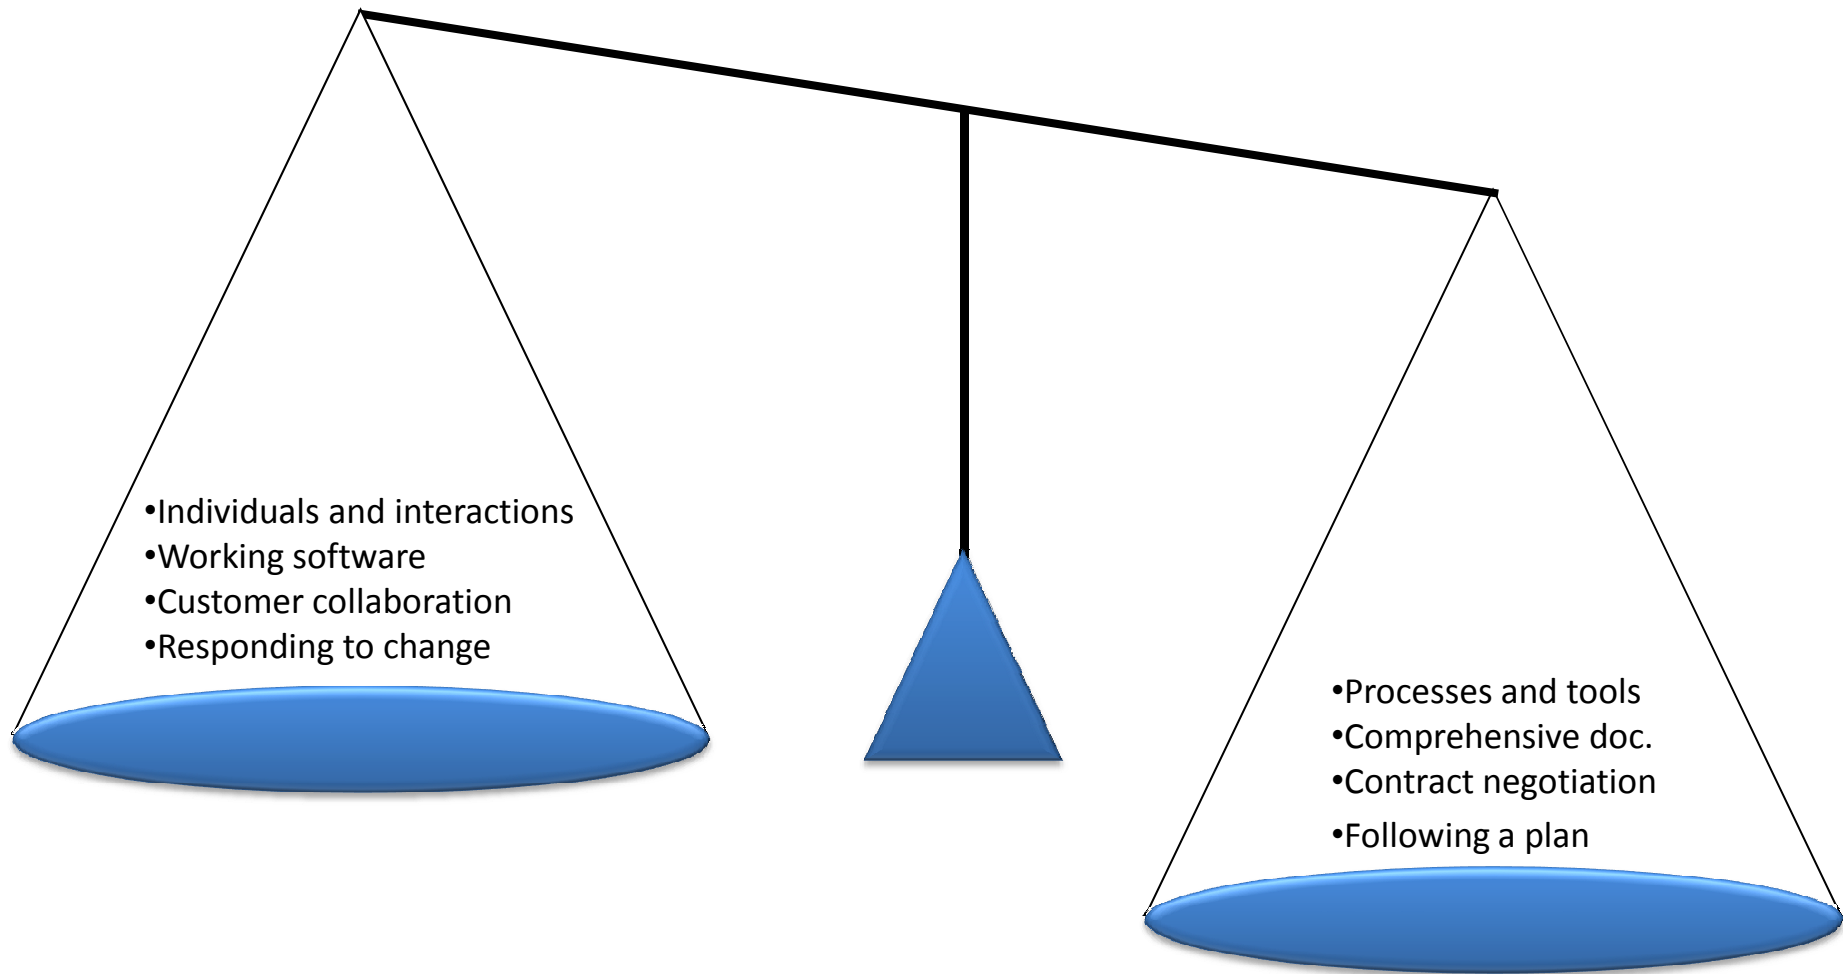 •Individuals and interactions
•Working software
•Customer collaboration
•Responding to change
•Processes and tools
•Comprehensive doc.
•Contract negotiation
•Following a plan